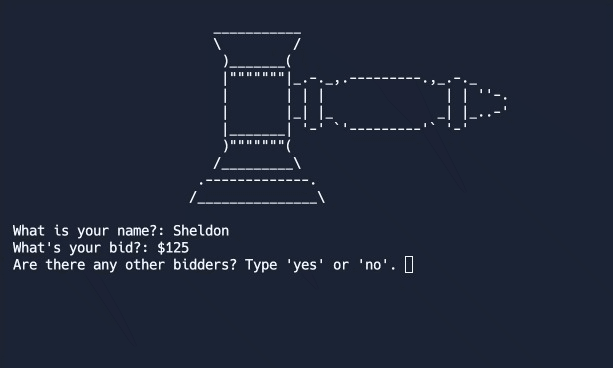 What is your name?: Sheldon
What's your bid?: $125
Are there any other bidders? Type 'yes' or 'no'.